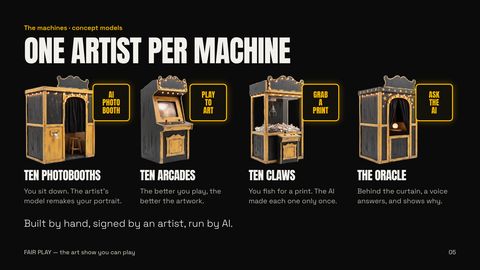 The machines · concept models
ONE ARTIST PER MACHINE
AI
PHOTO
BOOTH
PLAY
TO
ART
GRAB
A
PRINT
ASK
THE
AI
TEN PHOTOBOOTHS
You sit down. The artist's
model remakes your portrait.
TEN ARCADES
The better you play, the
better the artwork.
TEN CLAWS
You fish for a print. The AI
made each one only once.
THE ORACLE
Behind the curtain, a voice
answers, and shows why.
Built by hand, signed by an artist, run by AI.
FAIR PLAY — the art show you can play
05